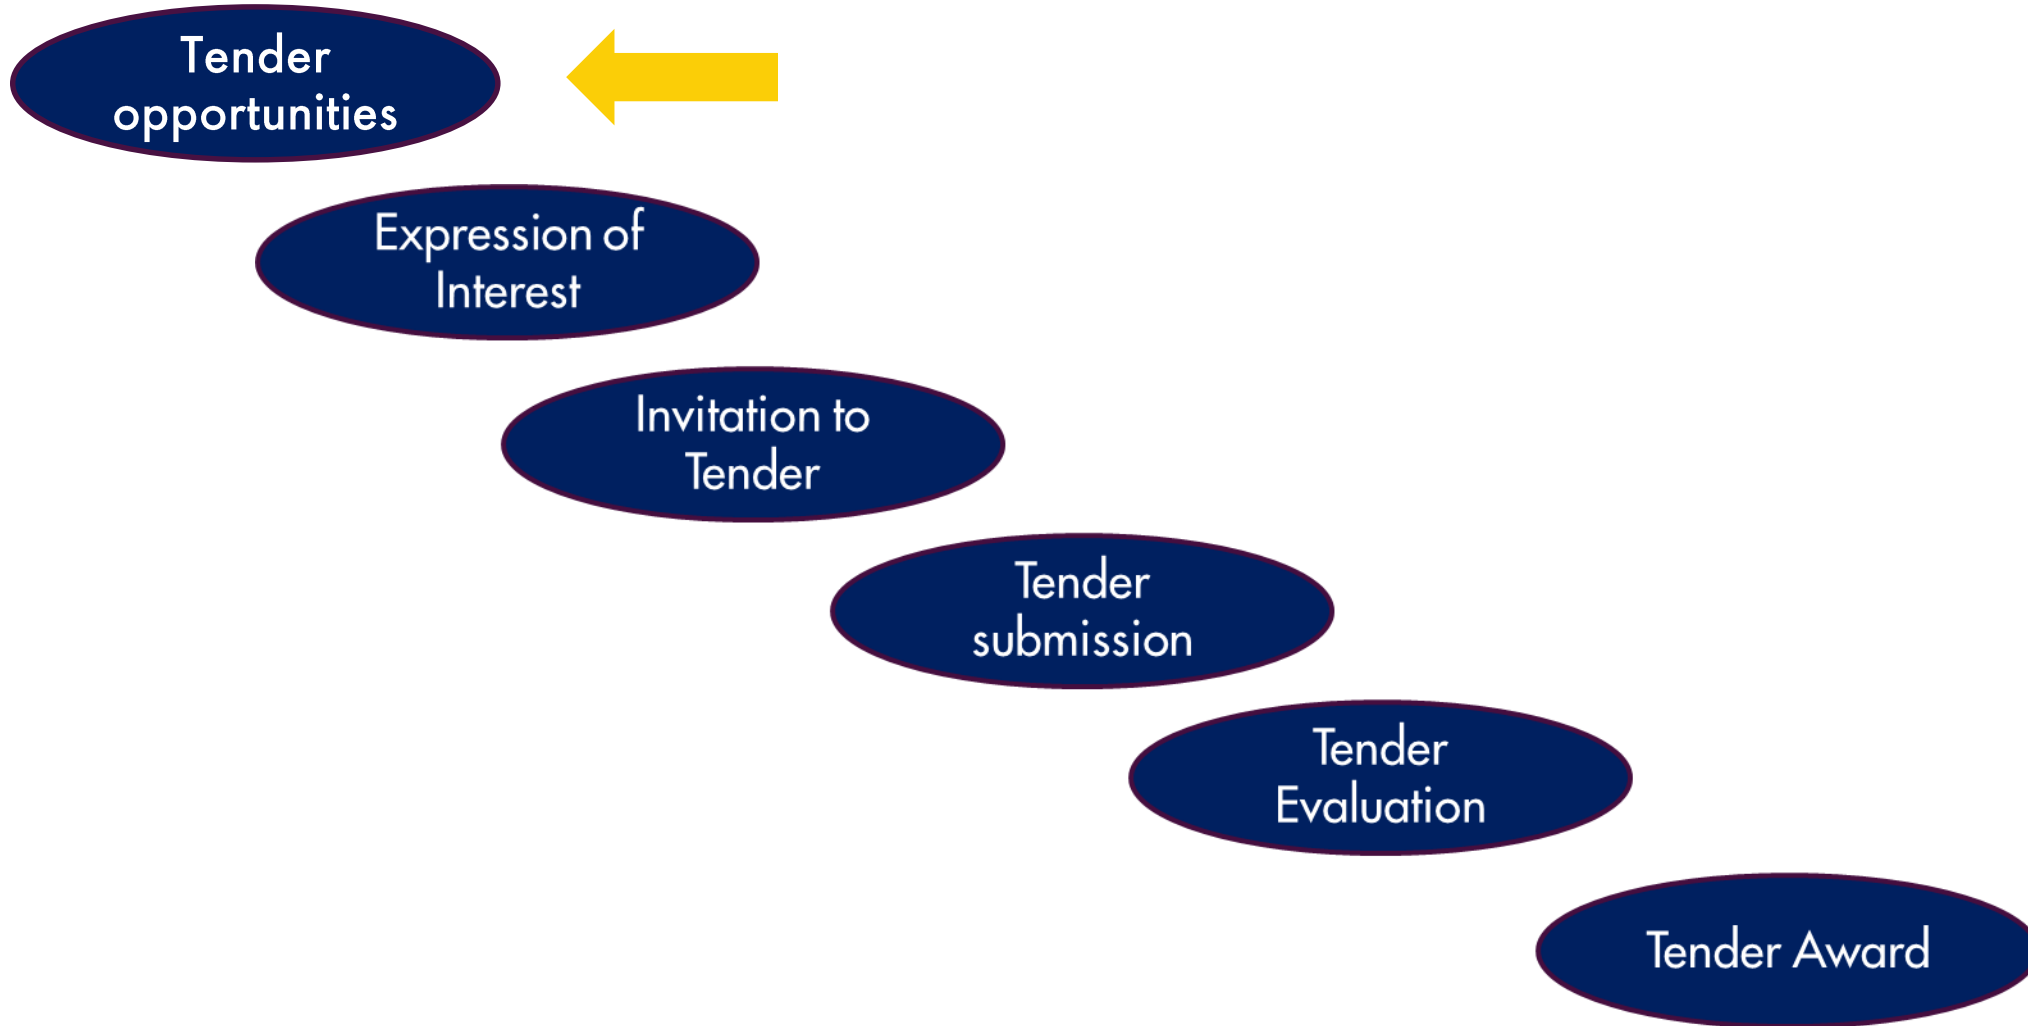 Tender
opportunities
Expression of
Interest
Invitation to
Tender
Tender
submission
Tender
Evaluation
Tender Award